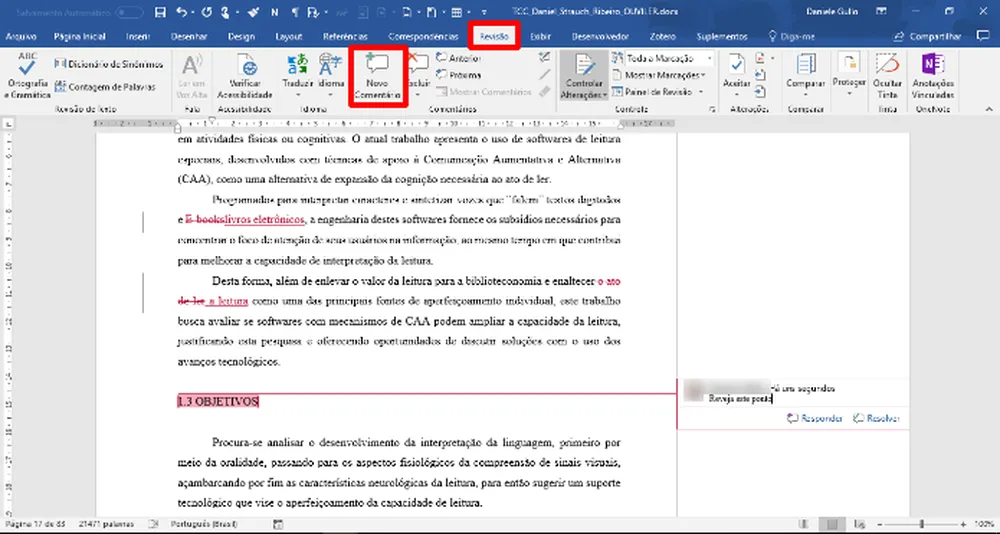 Salvamento Automático
TCC_Daniel_Strauch_Ribeiro_OUVILER.docx
Daniele Gullo
Arquivo Página Inicial Inserir Desenhar Design Layout Referências Correspondências Revisão Exibir Desenvolvedor Zotero Suplementos Diga-me Compartilhar
ABC
Ortografia e Gramática
Dicionário de Sinônimos
Contagem de Palavras
Revisão de Texto
Ler em Voz Alta
Fala
Verificar Acessibilidade
Acessibilidade
Traduzir
Idioma
Idioma
Novo Comentário
Excluir
Anterior
Próxima
Mostrar Comentários
Comentários
Controlar Alterações
Toda a Marcação
Mostrar Marcações
Painel de Revisão
Controle
Aceitar
Alterações
Comparar
Comparar
Proteger
Ocultar Tinta
Tinta
Anotações Vinculadas
OneNote
em atividades físicas ou cognitivas. O atual trabalho apresenta o uso de softwares de leitura
especiais, desenvolvidos com técnicas de apoio à Comunicação Aumentativa e Alternativa
(CAA), como uma alternativa de expansão da cognição necessária ao ato de ler.
Programados para interpretar caracteres e sintetizar vozes que "falem" textos digitados
e E-bookslivros eletrônicos, a engenharia destes softwares fornece os subsídios necessários para
concentrar o foco de atenção de seus usuários na informação, ao mesmo tempo em que contribui
para melhorar a capacidade de interpretação da leitura.
Desta forma, além de enlevar o valor da leitura para a biblioteconomia e enaltecer o ato
de ler a leitura como uma das principais fontes de aperfeiçoamento individual, este trabalho
busca avaliar se softwares com mecanismos de CAA podem ampliar a capacidade da leitura,
justificando esta pesquisa e oferecendo oportunidades de discutir soluções com o uso dos
avanços tecnológicos.
1.3 OBJETIVOS
Há uns segundos
Reveja este ponto
Responder Resolver
Procura-se analisar o desenvolvimento da interpretação da linguagem, primeiro por
meio da oralidade, passando para os aspectos fisiológicos da compreensão de sinais visuais,
açambarcando por fim as características neurológicas da leitura, para então sugerir um suporte
tecnológico que vise o aperfeiçoamento da capacidade de leitura.
Página 17 de 83 21471 palavras Português (Brasil) 100%